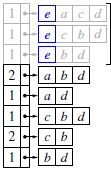 1 e a c d
1 e c b d
1 e b d
2 a b d
1 a d
1 c b d
2 c b
1 b d